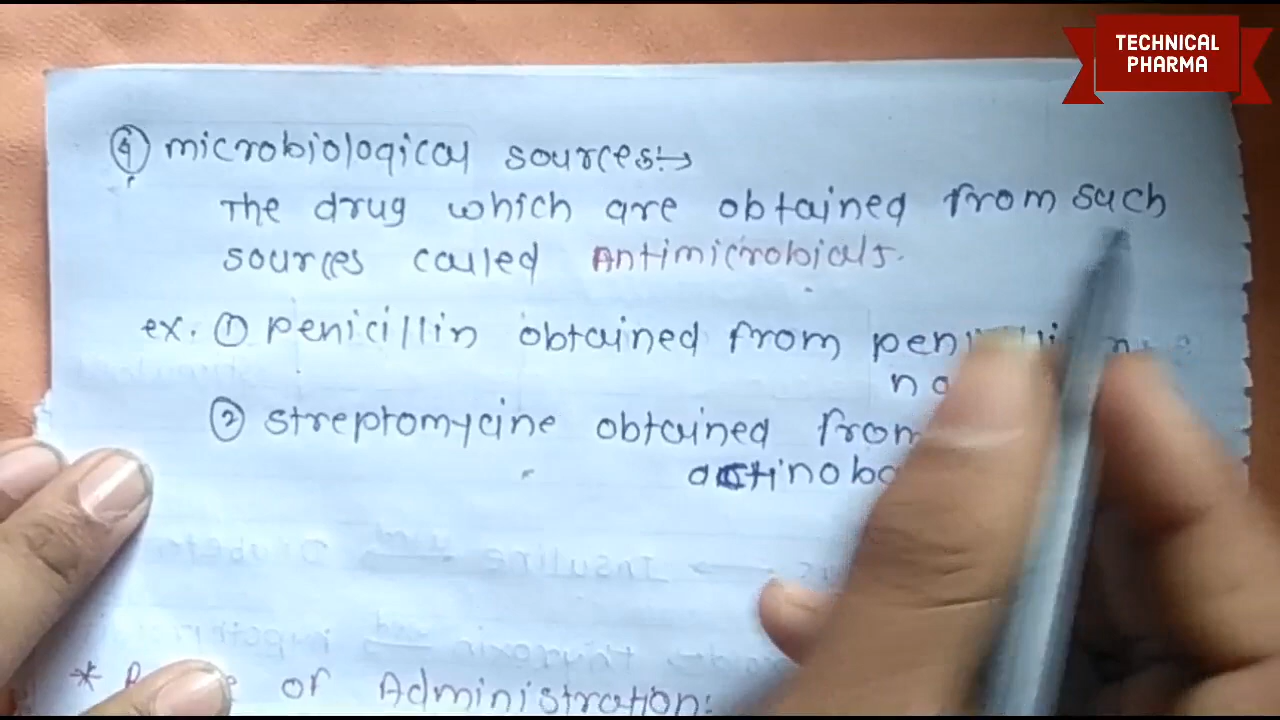 TECHNICAL
PHARMA
④ microbiological sources:→
The drug which are obtained from such
sources called Antimicrobials.
ex. ① penicillin obtained from
② streptomycine obtained from
* of Administration: